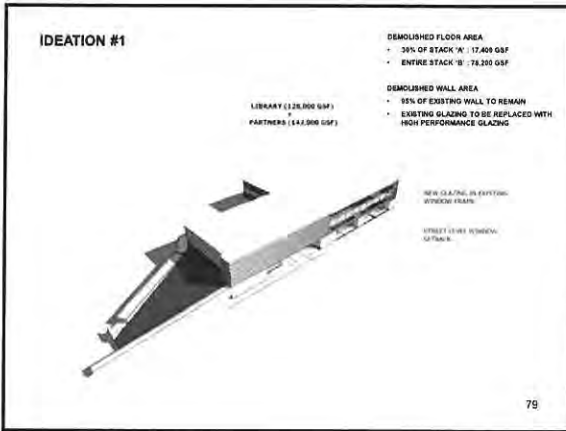 IDEATION #1
DEMOLISHED FLOOR AREA
• 30% OF STACK 'A' : 17,400 GSF
• ENTIRE STACK 'B' : 78,200 GSF
DEMOLISHED WALL AREA
• 95% OF EXISTING WALL TO REMAIN
• EXISTING GLAZING TO BE REPLACED WITH
HIGH PERFORMANCE GLAZING
LIBRARY (128,000 GSF)
+
PARTNERS (142,000 GSF)
NEW GLAZING IN EXISTING
WINDOW FRAME
STREET LEVEL WINDOW
SETBACK
79